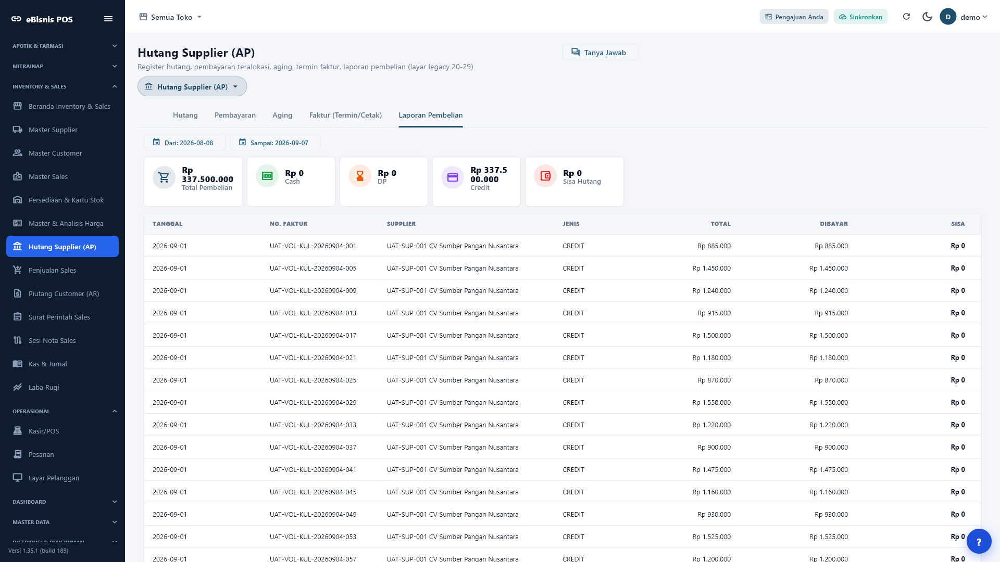 eBisnis POS
APOTIK & FARMASI
MITRAINAP
INVENTORY & SALES
Beranda Inventory & Sales
Master Supplier
Master Customer
Master Sales
Persediaan & Kartu Stok
Master & Analisis Harga
Hutang Supplier (AP)
Penjualan Sales
Piutang Customer (AR)
Surat Perintah Sales
Sesi Nota Sales
Kas & Jurnal
Laba Rugi
OPERASIONAL
Kasir/POS
Pesanan
Layar Pelanggan
DASHBOARD
MASTER DATA
DISTRIBUSI & PENGIRIMAN
Versi 1.35.1 (build 189)
Semua Toko
Pengajuan Anda
Sinkronkan
D
demo
Hutang Supplier (AP)
Tanya Jawab
Register hutang, pembayaran teralokasi, aging, termin faktur, laporan pembelian (layar legacy 20-29)
Hutang Supplier (AP)
Hutang Pembayaran Aging Faktur (Termin/Cetak) Laporan Pembelian
Dari: 2026-08-08 Sampai: 2026-09-07
Rp
337.500.000
Total Pembelian
Rp 0
Cash
Rp 0
DP
Rp 337.5
00.000
Credit
Rp 0
Sisa Hutang
TANGGAL NO. FAKTUR SUPPLIER JENIS TOTAL DIBAYAR SISA
2026-09-01 UAT-VOL-KUL-20260904-001 UAT-SUP-001 CV Sumber Pangan Nusantara CREDIT Rp 885.000 Rp 885.000 Rp 0
2026-09-01 UAT-VOL-KUL-20260904-005 UAT-SUP-001 CV Sumber Pangan Nusantara CREDIT Rp 1.450.000 Rp 1.450.000 Rp 0
2026-09-01 UAT-VOL-KUL-20260904-009 UAT-SUP-001 CV Sumber Pangan Nusantara CREDIT Rp 1.240.000 Rp 1.240.000 Rp 0
2026-09-01 UAT-VOL-KUL-20260904-013 UAT-SUP-001 CV Sumber Pangan Nusantara CREDIT Rp 915.000 Rp 915.000 Rp 0
2026-09-01 UAT-VOL-KUL-20260904-017 UAT-SUP-001 CV Sumber Pangan Nusantara CREDIT Rp 1.500.000 Rp 1.500.000 Rp 0
2026-09-01 UAT-VOL-KUL-20260904-021 UAT-SUP-001 CV Sumber Pangan Nusantara CREDIT Rp 1.180.000 Rp 1.180.000 Rp 0
2026-09-01 UAT-VOL-KUL-20260904-025 UAT-SUP-001 CV Sumber Pangan Nusantara CREDIT Rp 870.000 Rp 870.000 Rp 0
2026-09-01 UAT-VOL-KUL-20260904-029 UAT-SUP-001 CV Sumber Pangan Nusantara CREDIT Rp 1.550.000 Rp 1.550.000 Rp 0
2026-09-01 UAT-VOL-KUL-20260904-033 UAT-SUP-001 CV Sumber Pangan Nusantara CREDIT Rp 1.220.000 Rp 1.220.000 Rp 0
2026-09-01 UAT-VOL-KUL-20260904-037 UAT-SUP-001 CV Sumber Pangan Nusantara CREDIT Rp 900.000 Rp 900.000 Rp 0
2026-09-01 UAT-VOL-KUL-20260904-041 UAT-SUP-001 CV Sumber Pangan Nusantara CREDIT Rp 1.475.000 Rp 1.475.000 Rp 0
2026-09-01 UAT-VOL-KUL-20260904-045 UAT-SUP-001 CV Sumber Pangan Nusantara CREDIT Rp 1.160.000 Rp 1.160.000 Rp 0
2026-09-01 UAT-VOL-KUL-20260904-049 UAT-SUP-001 CV Sumber Pangan Nusantara CREDIT Rp 930.000 Rp 930.000 Rp 0
2026-09-01 UAT-VOL-KUL-20260904-053 UAT-SUP-001 CV Sumber Pangan Nusantara CREDIT Rp 1.525.000 Rp 1.525.000 Rp 0
2026-09-01 UAT-VOL-KUL-20260904-057 UAT-SUP-001 CV Sumber Pangan Nusantara CREDIT Rp 1.200.000 Rp 1.200.000 Rp 0
?